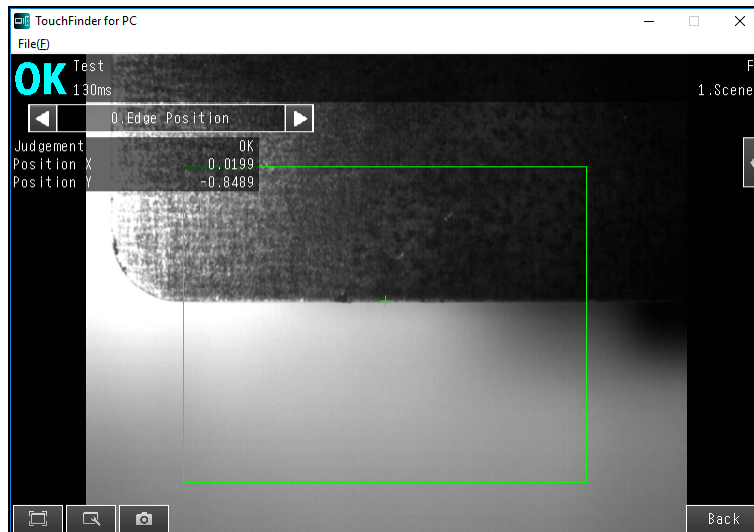 TouchFinder for PC
File(F)
OK
Test
130ms
F
1.Scene
0.Edge Position
Judgement OK
Position X 0.0199
Position Y -0.8489
Back